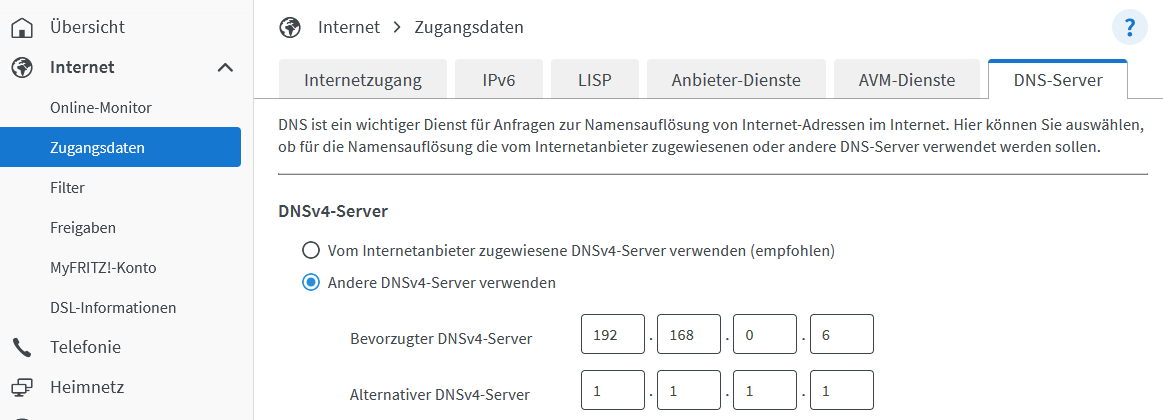 Übersicht
Internet
Online-Monitor
Zugangsdaten
Filter
Freigaben
MyFRITZ!-Konto
DSL-Informationen
Telefonie
Heimnetz
Internet > Zugangsdaten
?
Internetzugang IPv6 LISP Anbieter-Dienste AVM-Dienste DNS-Server
DNS ist ein wichtiger Dienst für Anfragen zur Namensauflösung von Internet-Adressen im Internet. Hier können Sie auswählen,
ob für die Namensauflösung die vom Internetanbieter zugewiesenen oder andere DNS-Server verwendet werden sollen.
DNSv4-Server
Vom Internetanbieter zugewiesene DNSv4-Server verwenden (empfohlen)
Andere DNSv4-Server verwenden
Bevorzugter DNSv4-Server 192 . 168 . 0 . 6
Alternativer DNSv4-Server 1 . 1 . 1 . 1